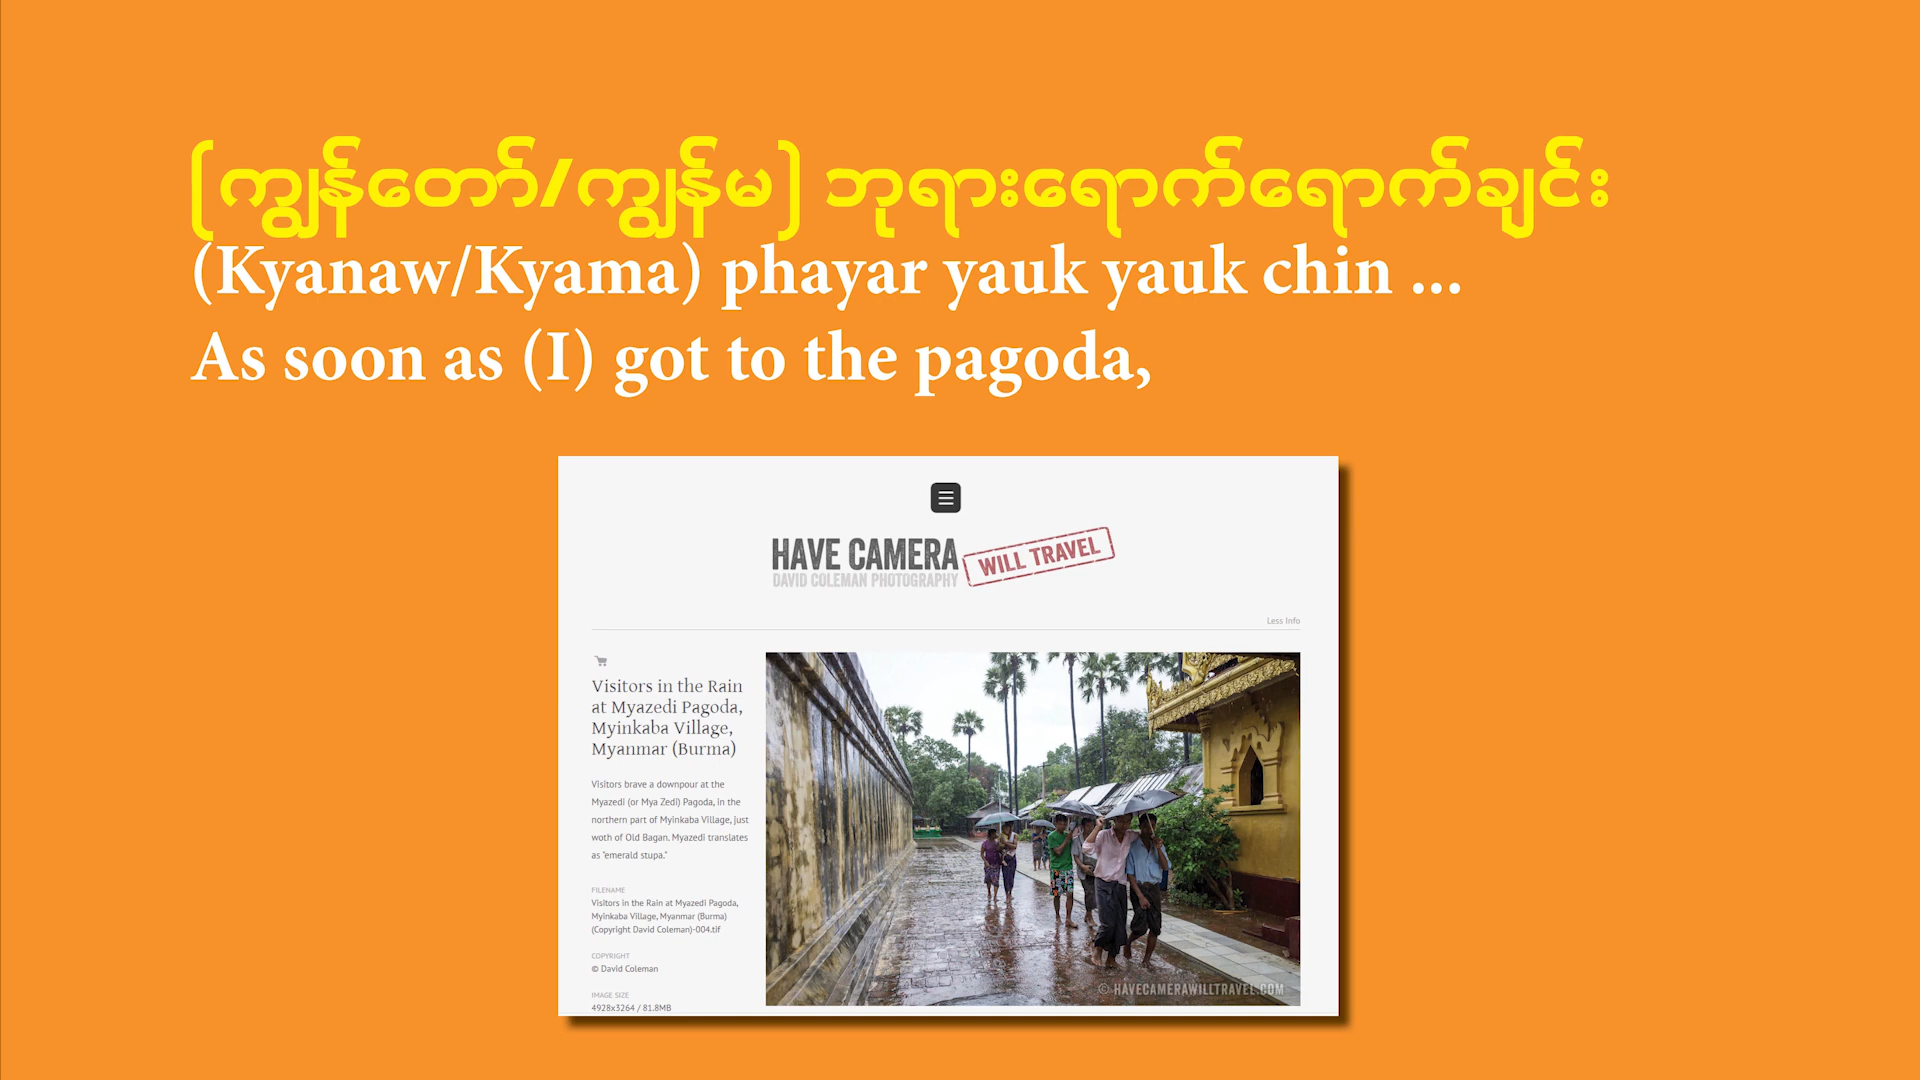 (ကျွန်တော်/ကျွန်မ) ဘုရားရောက်ရောက်ချင်း
(Kyanaw/Kyama) phayar yauk yauk chin ...
As soon as (I) got to the pagoda,
HAVE CAMERA
WILL TRAVEL
DAVID COLEMAN PHOTOGRAPHY
Less Info
Visitors in the Rain
at Myazedi Pagoda,
Myinkaba Village,
Myanmar (Burma)
Visitors brave a downpour at the
Myazedi (or Mya Zedi) Pagoda, in the
northern part of Myinkaba Village, just
woth of Old Bagan. Myazedi translates
as "emerald stupa."
FILENAME
Visitors in the Rain at Myazedi Pagoda,
Myinkaba Village, Myanmar (Burma)
(Copyright David Coleman)-004.tif
COPYRIGHT
© David Coleman
IMAGE SIZE
4928x3264 / 81.8MB
© HAVECAMERAWILLTRAVEL.COM